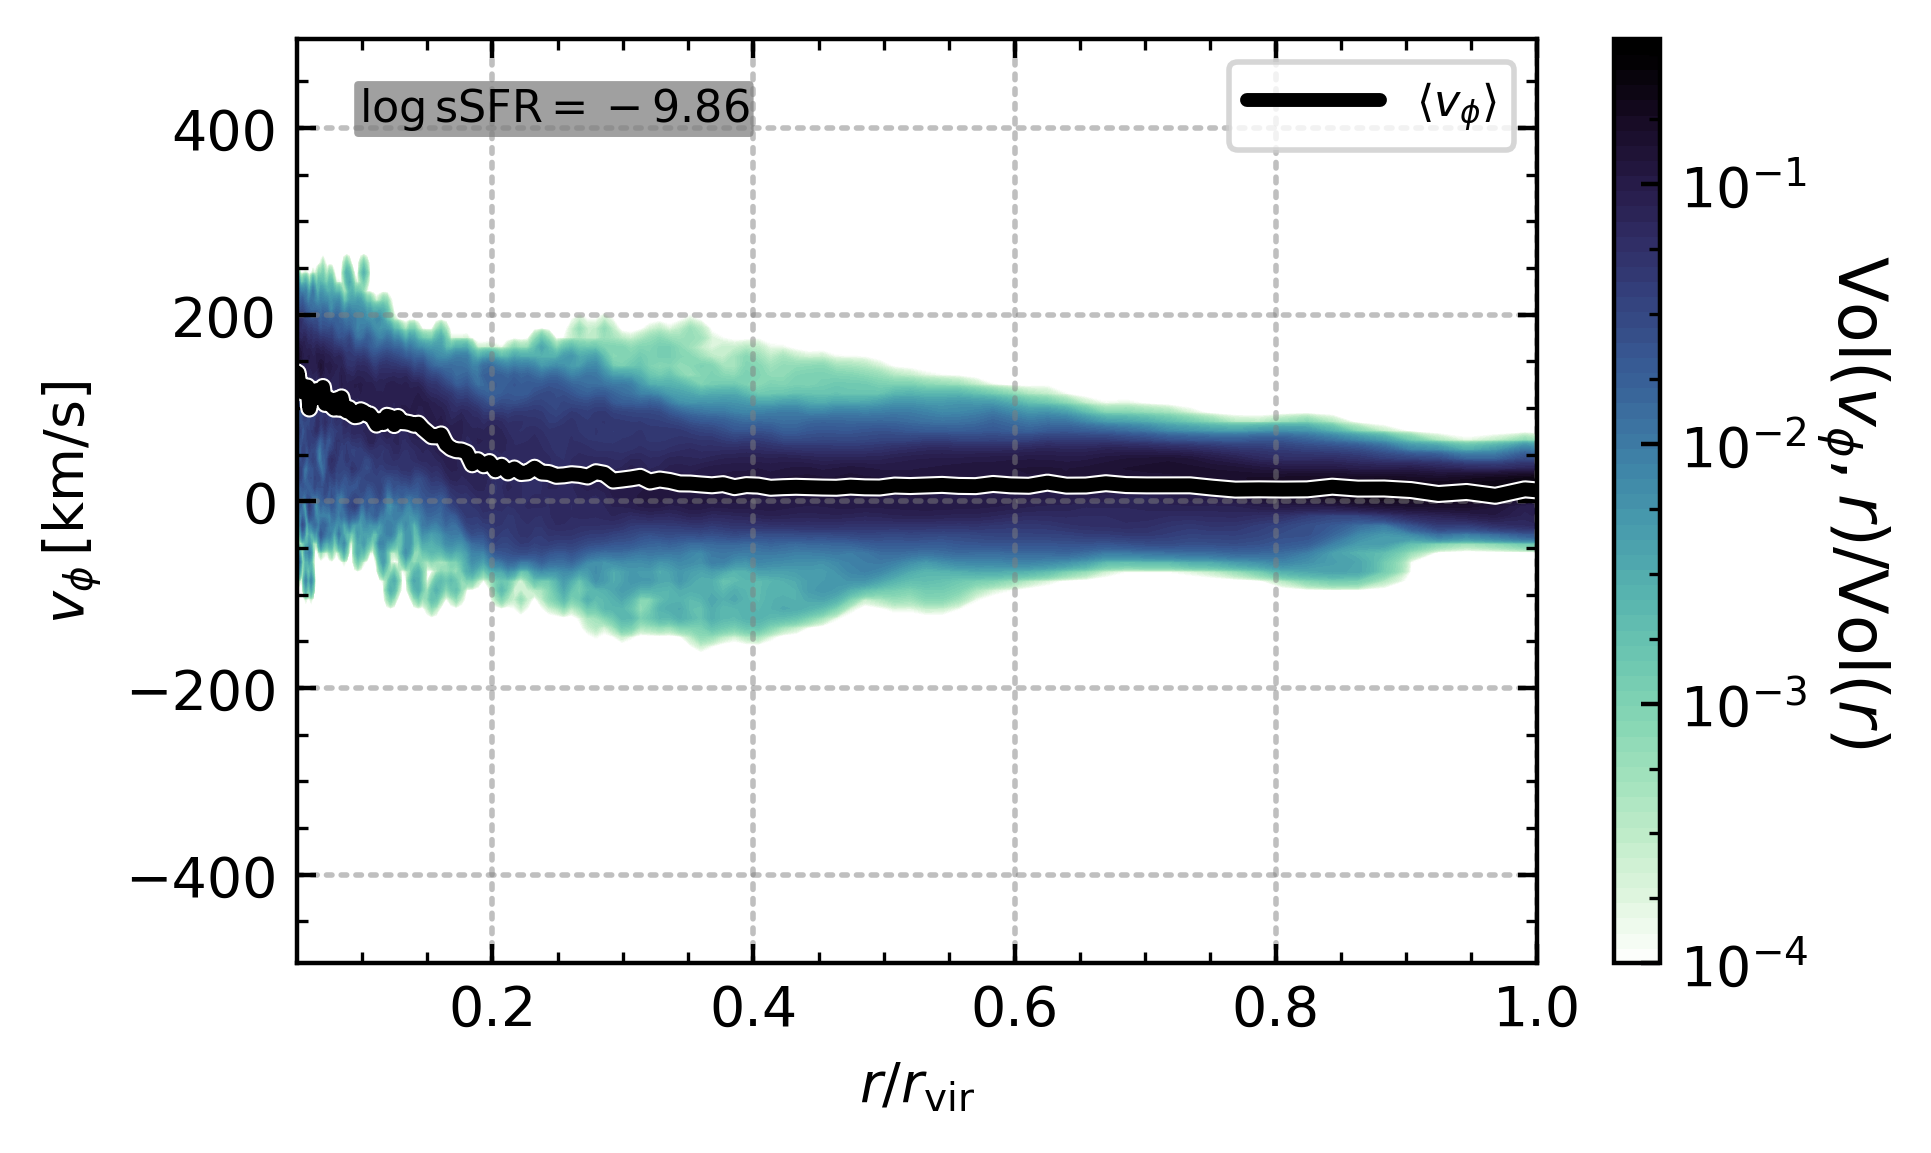 log sSFR = − 9.86
⟨v_ϕ⟩
400
200
0
−200
−400
v_ϕ [km/s]
0.2 0.4 0.6 0.8 1.0
r/r_vir
10⁻¹
10⁻²
10⁻³
10⁻⁴
Vol(v_ϕ, r)/Vol(r)